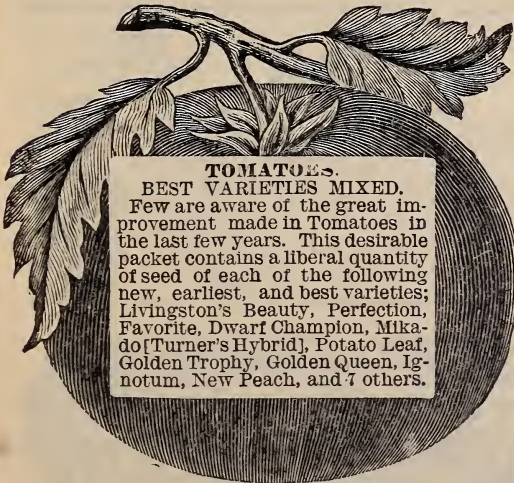 TOMATOES.
BEST VARIETIES MIXED.
Few are aware of the great im-
provement made in Tomatoes in
the last few years. This desirable
packet contains a liberal quantity
of seed of each of the following
new, earliest, and best varieties;
Livingston's Beauty, Perfection,
Favorite, Dwarf Champion, Mika-
do [Turner's Hybrid], Potato Leaf,
Golden Trophy, Golden Queen, Ig-
notum, New Peach, and 7 others.